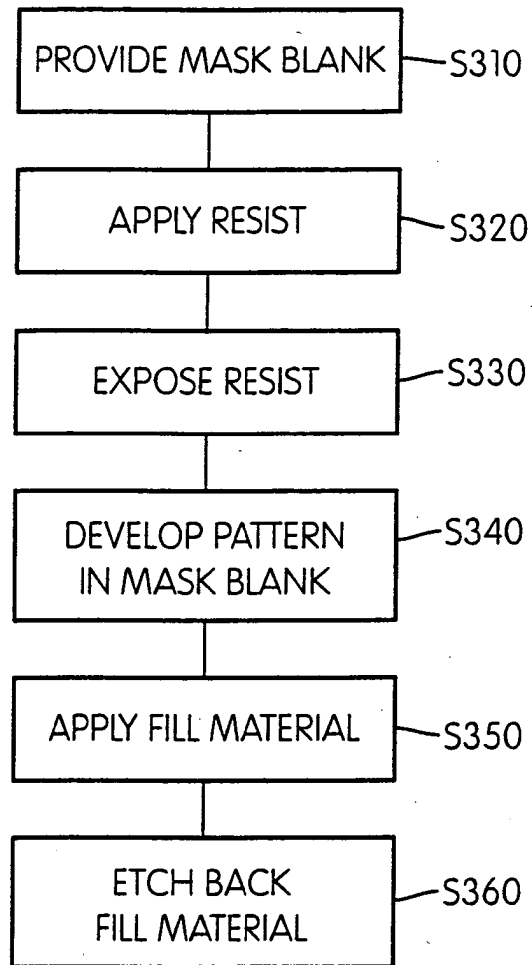 PROVIDE MASK BLANK
S310
APPLY RESIST
S320
EXPOSE RESIST
S330
DEVELOP PATTERN
IN MASK BLANK
S340
APPLY FILL MATERIAL
S350
ETCH BACK
FILL MATERIAL
S360